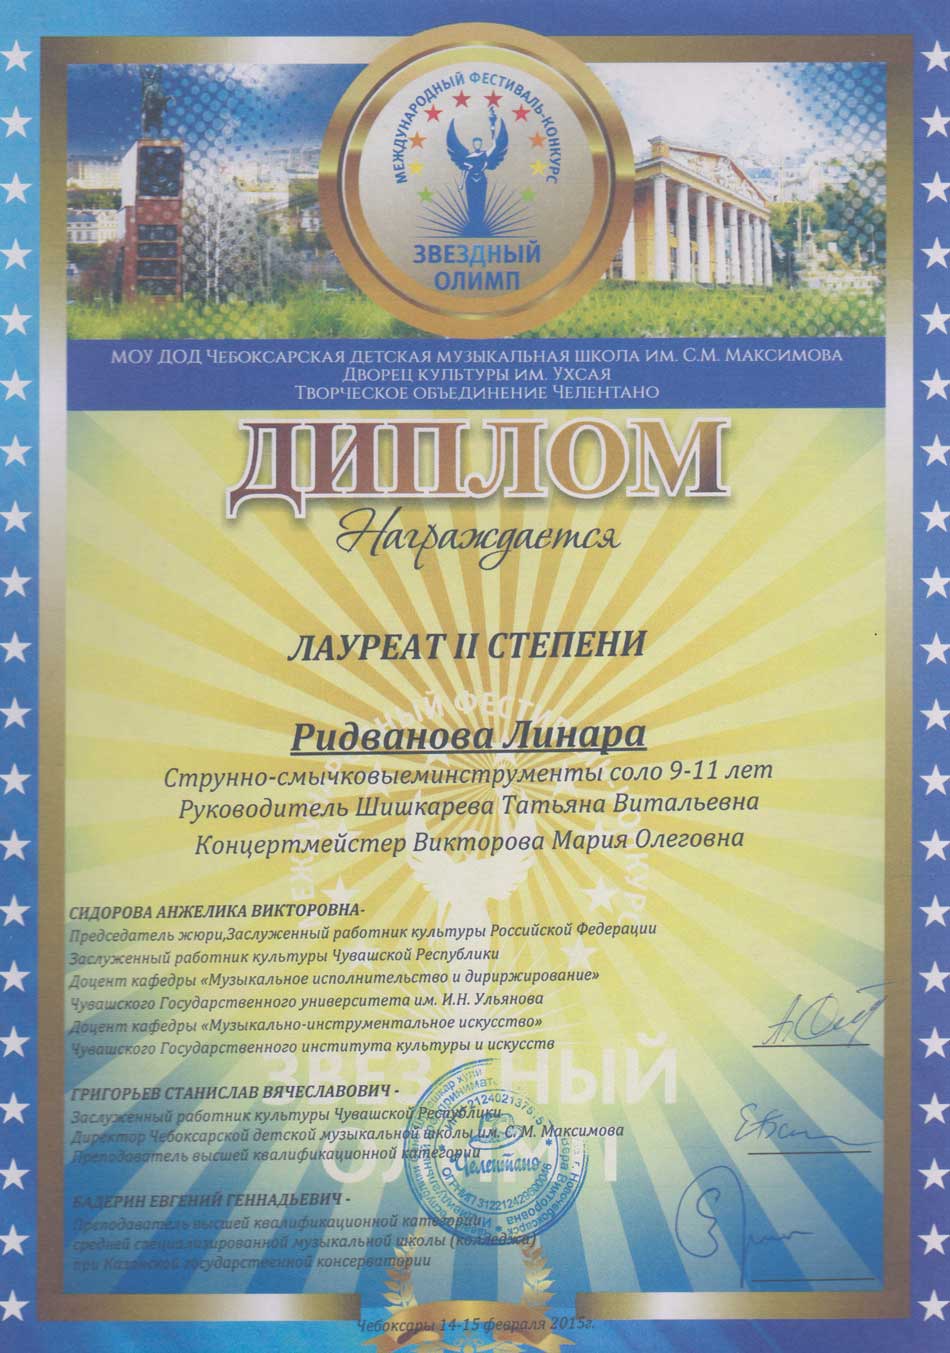 МЕЖДУНАРОДНЫЙ ФЕСТИВАЛЬ-КОНКУРС
ЗВЕЗДНЫЙ
ОЛИМП
МОУ ДОД Чебоксарская детская музыкальная школа им. С.М. Максимова
Дворец культуры им. Ухсая
Творческое объединение Челентано
ДИПЛОМ
Награждается
ЛАУРЕАТ II СТЕПЕНИ
Ридванова Линара
Струнно-смычковыеминструменты соло 9-11 лет
Руководитель Шишкарева Татьяна Витальевна
Концертмейстер Викторова Мария Олеговна
СИДОРОВА АНЖЕЛИКА ВИКТОРОВНА-
Председатель жюри,Заслуженный работник культуры Российской Федерации
Заслуженный работник культуры Чувашской Республики
Доцент кафедры «Музыкальное исполнительство и дириржирование»
Чувашского Государственного университета им. И.Н. Ульянова
Доцент кафедры «Музыкально-инструментальное искусство»
Чувашского Государственного института культуры и искусств
ГРИГОРЬЕВ СТАНИСЛАВ ВЯЧЕСЛАВОВИЧ -
Заслуженный работник культуры Чувашской Республики
Директор Чебоксарской детской музыкальной школы им. С. М. Максимова
Преподаватель высшей квалификационной категории
Челентано
БАДЕРИН ЕВГЕНИЙ ГЕННАДЬЕВИЧ -
Преподаватель высшей квалификационной категории
средней специализированной музыкальной школы (колледжа)
при Казанской государственной консерватории
Чебоксары 14-15 февраля 2015г.